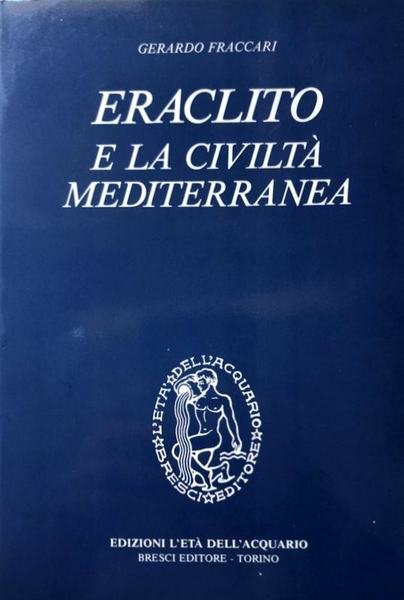 GERARDO FRACCARI
ERACLITO
E LA CIVILTÀ
MEDITERRANEA
L'ETÀ DELL'ACQUARIO
BRESCI EDITORE
EDIZIONI L'ETÀ DELL'ACQUARIO
BRESCI EDITORE - TORINO